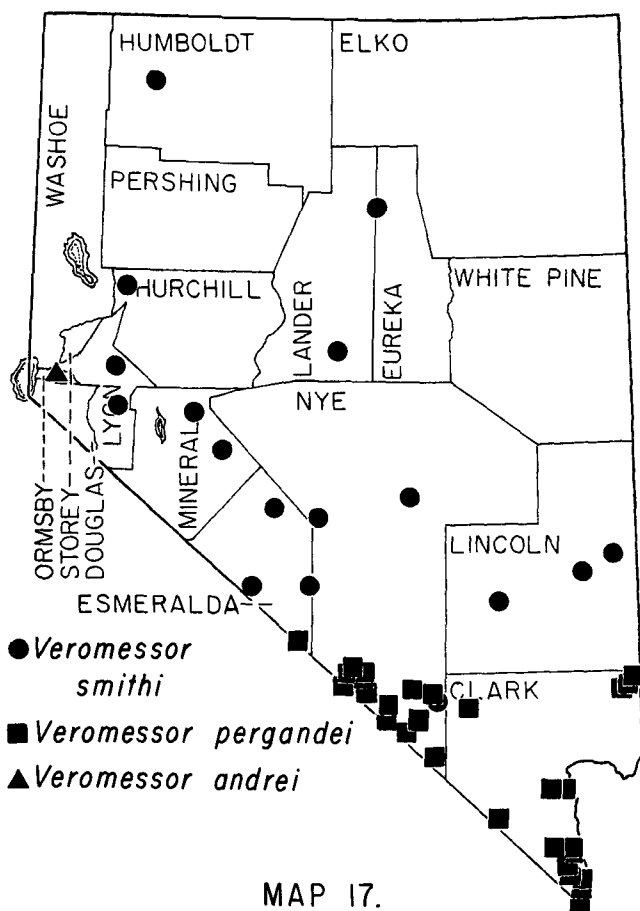 HUMBOLDT
ELKO
WASHOE
PERSHING
HURCHILL
WHITE PINE
LANDER
EUREKA
NYE
LYON
MINERAL
ORMSBY
STOREY
DOUGLAS
LINCOLN
ESMERALDA
Veromessor
smithi
CLARK
Veromessor pergandei
Veromessor andrei
MAP 17.